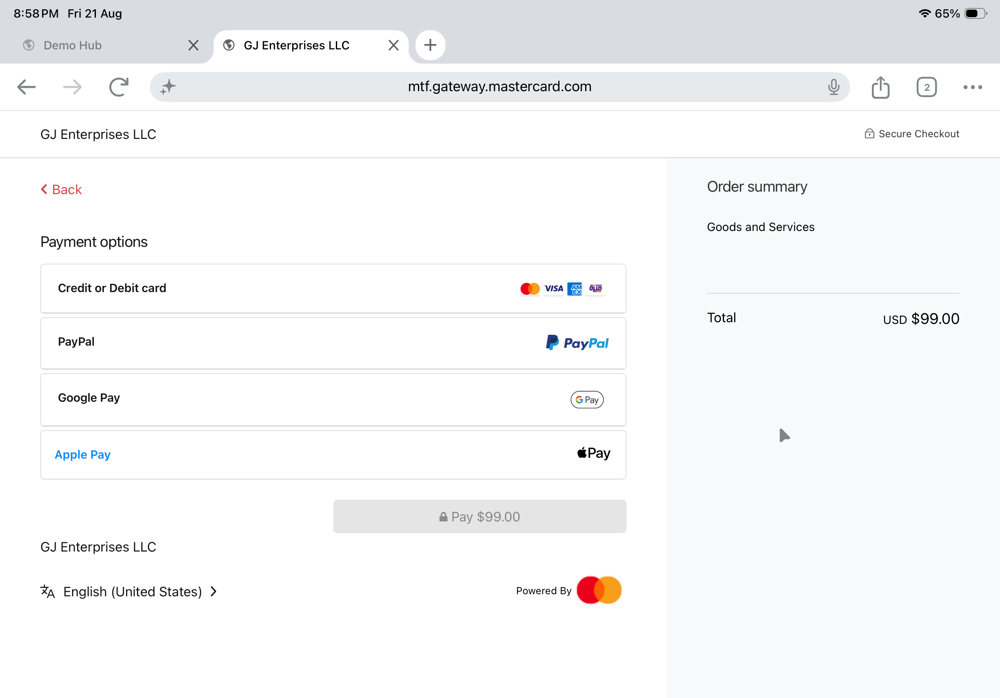 8:58 PM Fri 21 Aug
65%
Demo Hub
GJ Enterprises LLC
mtf.gateway.mastercard.com
2
GJ Enterprises LLC
Secure Checkout
Back
Order summary
Goods and Services
Payment options
Credit or Debit card
VISA
AM
EX
PayPal
PayPal
Google Pay
G Pay
Apple Pay
Pay
Total
USD $99.00
Pay $99.00
GJ Enterprises LLC
English (United States)
Powered By